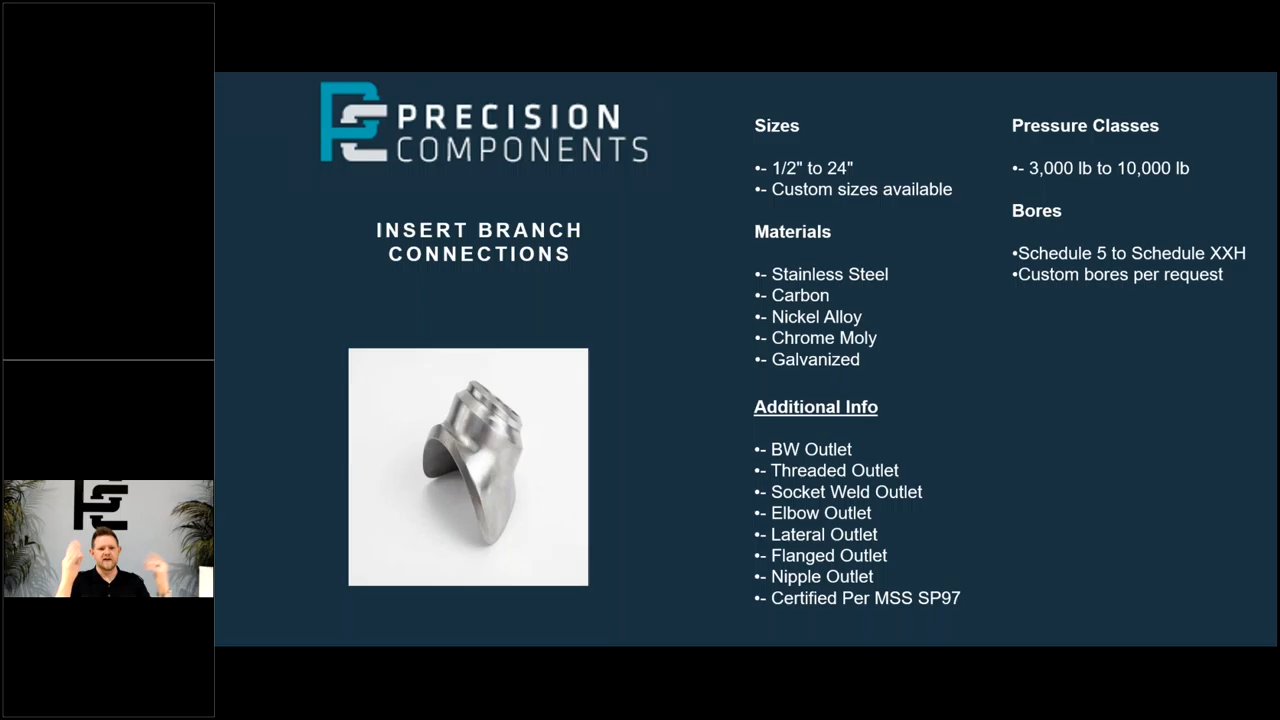 PRECISION
COMPONENTS
INSERT BRANCH
CONNECTIONS
Sizes
•- 1/2" to 24"
•- Custom sizes available
Materials
•- Stainless Steel
•- Carbon
•- Nickel Alloy
•- Chrome Moly
•- Galvanized
Additional Info
•- BW Outlet
•- Threaded Outlet
•- Socket Weld Outlet
•- Elbow Outlet
•- Lateral Outlet
•- Flanged Outlet
•- Nipple Outlet
•- Certified Per MSS SP97
Pressure Classes
•- 3,000 lb to 10,000 lb
Bores
•Schedule 5 to Schedule XXH
•Custom bores per request